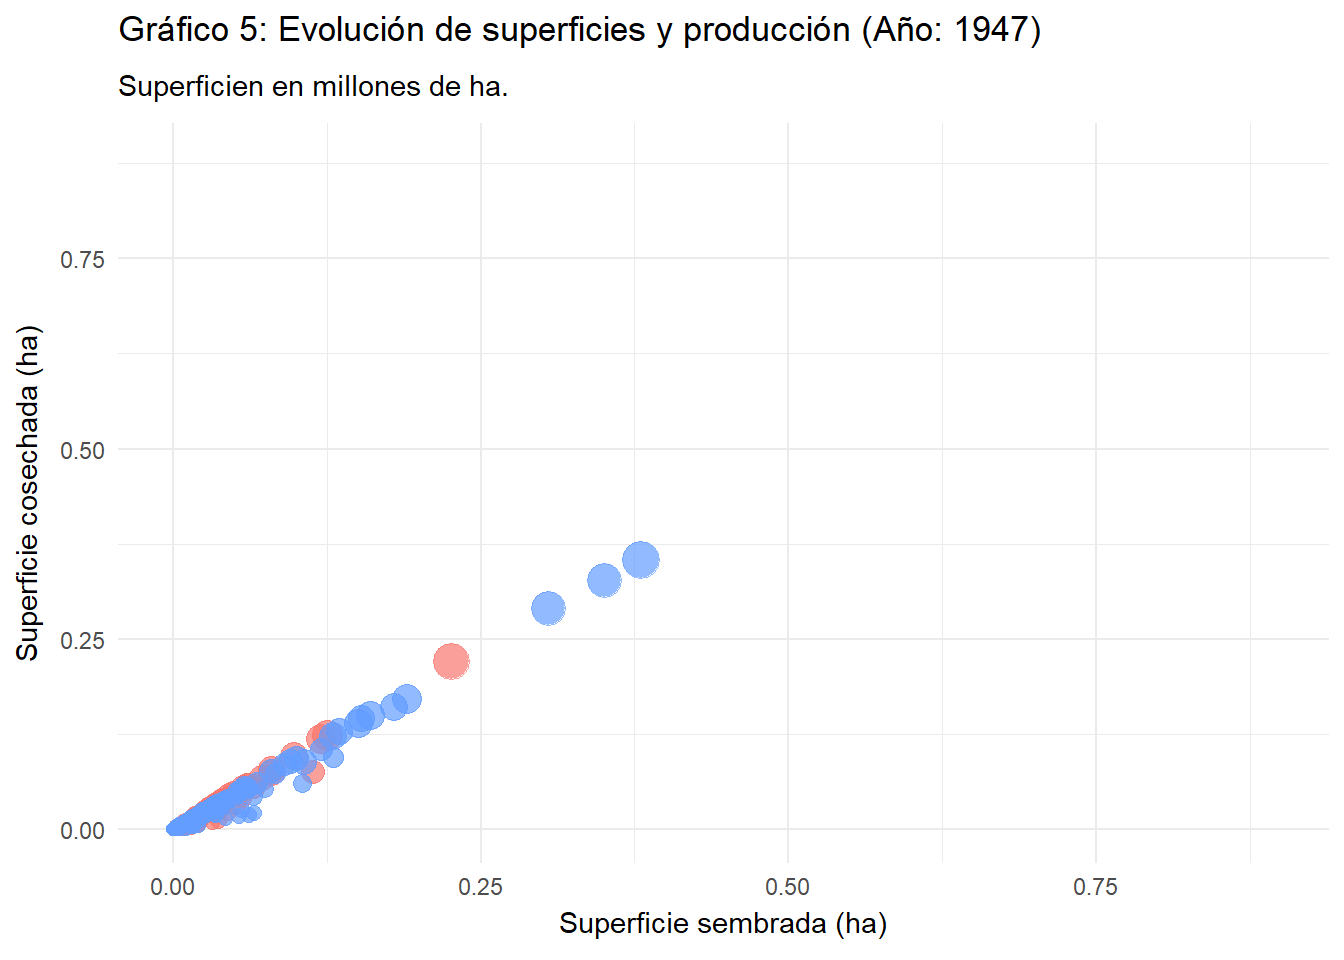 Gráfico 5: Evolución de superficies y producción (Año: 1947)
Superficien en millones de ha.
Superficie cosechada (ha)
0.75
0.50
0.25
0.00
0.00 0.25 0.50 0.75
Superficie sembrada (ha)